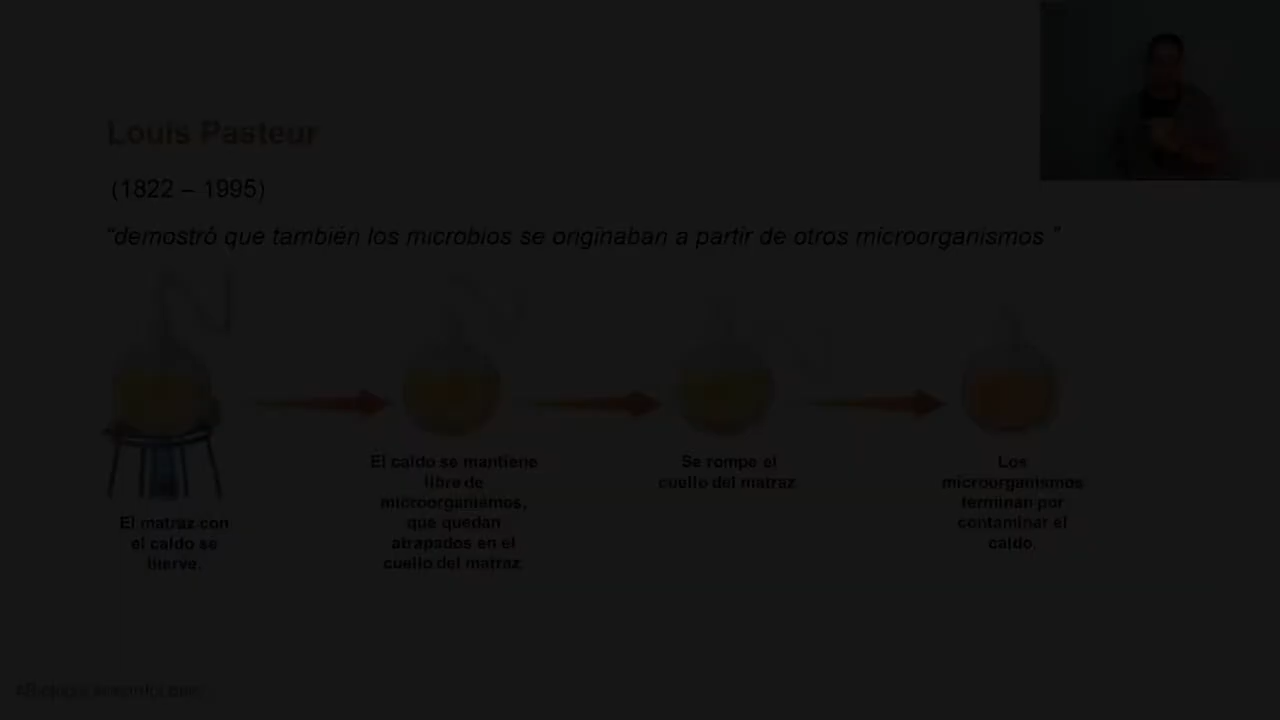 Louis Pasteur
(1822 – 1995)
“demostró que también los microbios se originaban a partir de otros microorganismos ”
El matraz con
el caldo se
hierve.
El caldo se mantiene
libre de
microorganismos,
que quedan
atrapados en el
cuello del matraz
Se rompe el
cuello del matraz
Los
microorganismos
terminan por
contaminar el
caldo.